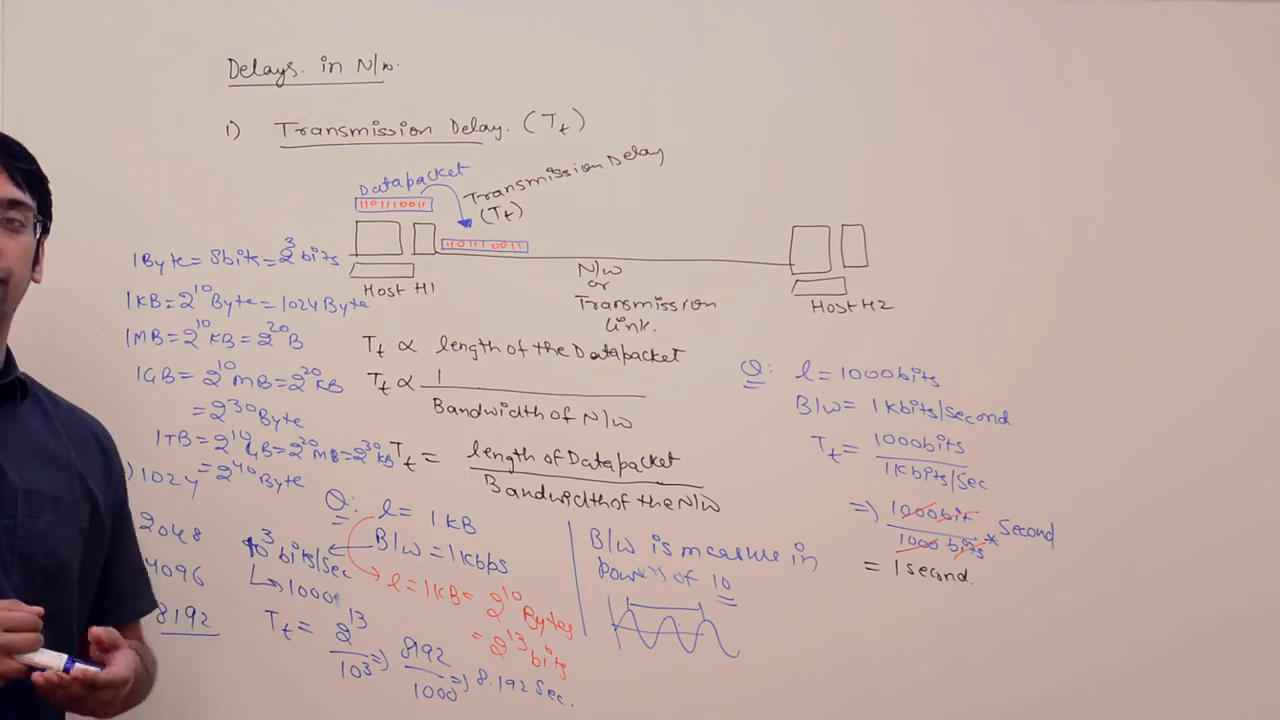 Delays. in N/w.
1) Transmission Delay. (Tt)
Datapacket
1101110011
Transmission Delay
(Tt)
1101110011
Host H1
N/w
or
Transmission
link.
Host H2
1Byte = 8bits = 2^3 bits
1KB = 2^10 Byte = 1024 Byte
1MB = 2^10 KB = 2^20 B
1GB = 2^10 MB = 2^20 KB
= 2^30 Byte
1TB = 2^10 GB = 2^20 MB = 2^30 KB
= 2^40 Byte
1024
2048
4096
8192
Tt ∝ length of the Datapacket
Tt ∝ 1
Bandwidth of N/w
Tt = length of Datapacket
Bandwidth of the N/w
Q: l = 1KB
B/w = 1Kbps
10^3 bits/sec
1000
l = 1KB = 2^10 Bytes
= 2^13 bits
Tt = 2^13 / 10^3 => 8192 / 1000 => 8.192 Sec.
B/w is measure in
Powers of 10
Q: l = 1000bits
B/w = 1Kbits/second
Tt = 1000bits
1Kbits/Sec
=> 1000bit
1000 bits * Second
= 1second.